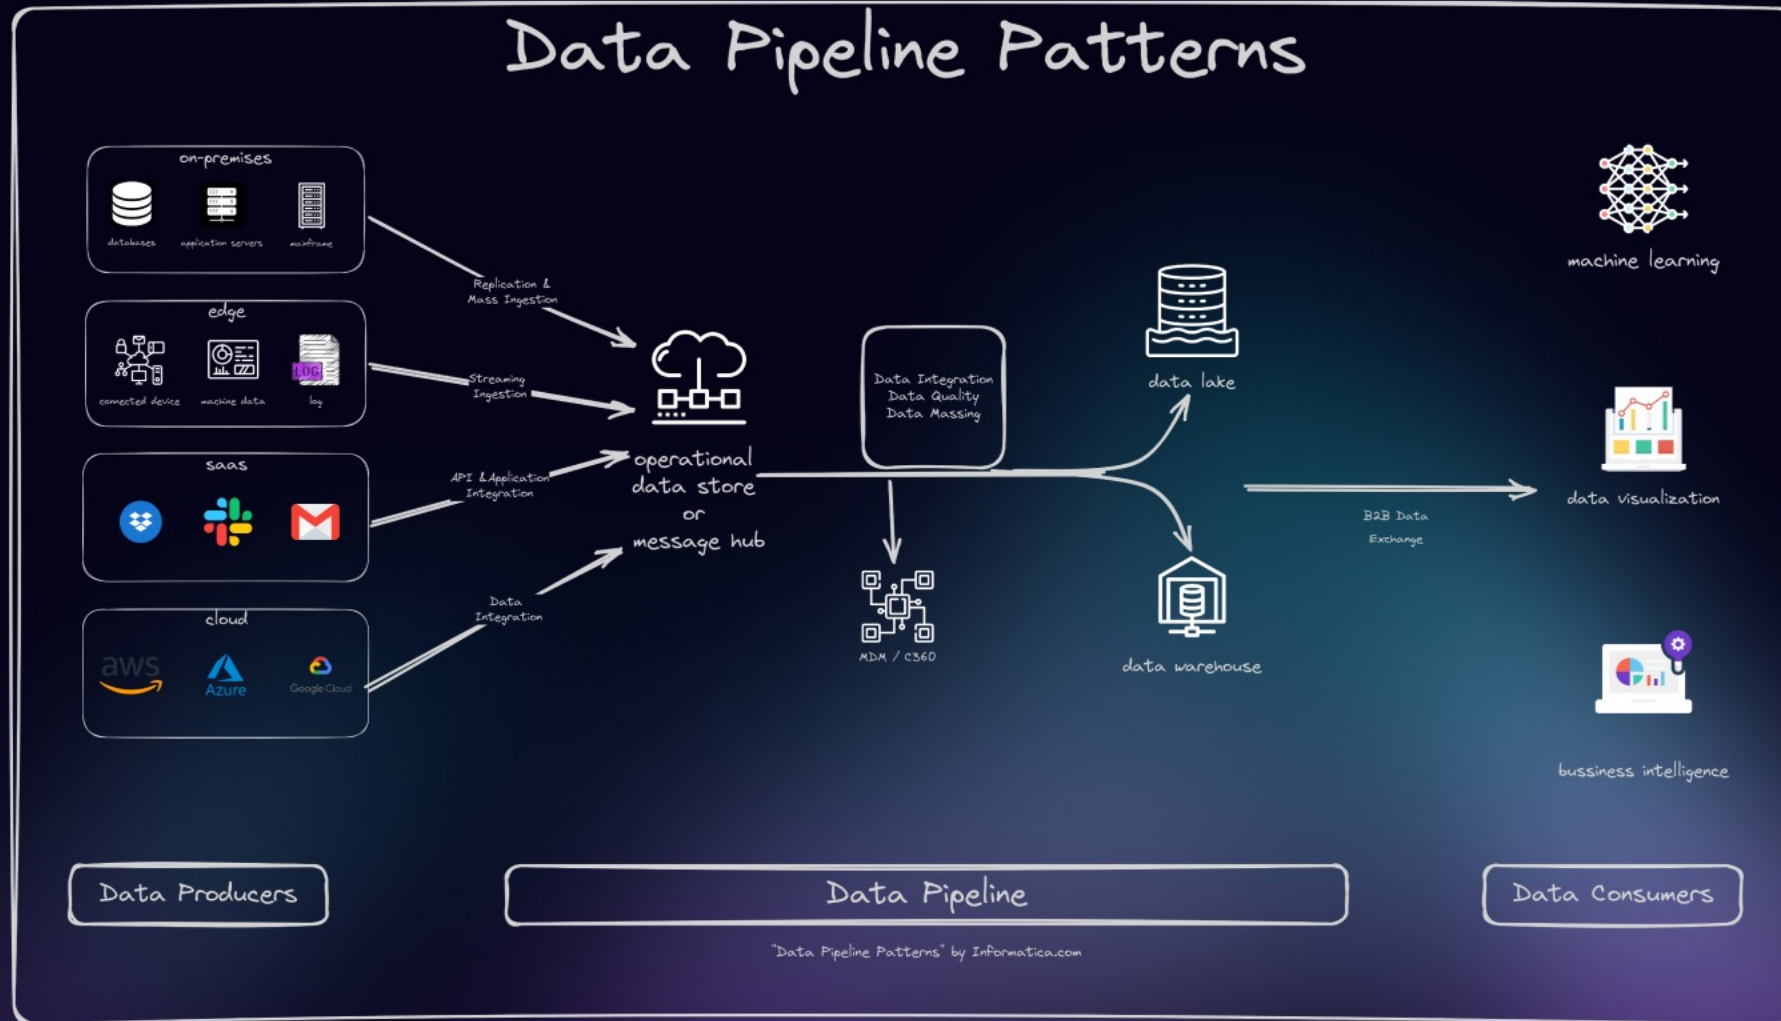 Data Pipeline Patterns
on-premises
databases
application servers
mainframe
Replication &
Mass Ingestion
edge
connected device
machine data
LOG
log
Streaming
Ingestion
saas
API & Application
Integration
cloud
aws
Azure
Google Cloud
Data
Integration
operational
data store
or
message hub
Data Integration
Data Quality
Data Massing
MDM / C360
data lake
data warehouse
B2B Data
Exchange
machine learning
data visualization
bussiness intelligence
Data Producers
Data Pipeline
Data Consumers
"Data Pipeline Patterns" by Informatica.com